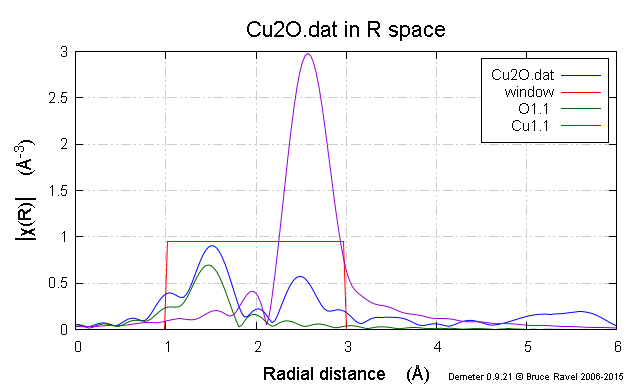 Cu2O.dat in R space
Cu2O.dat
window
O1.1
Cu1.1
|χ(R)| (Å-3)
3
2.5
2
1.5
1
0.5
0
0 1 2 3 4 5 6
Radial distance (Å)
Demeter 0.9.21 © Bruce Ravel 2006-2015